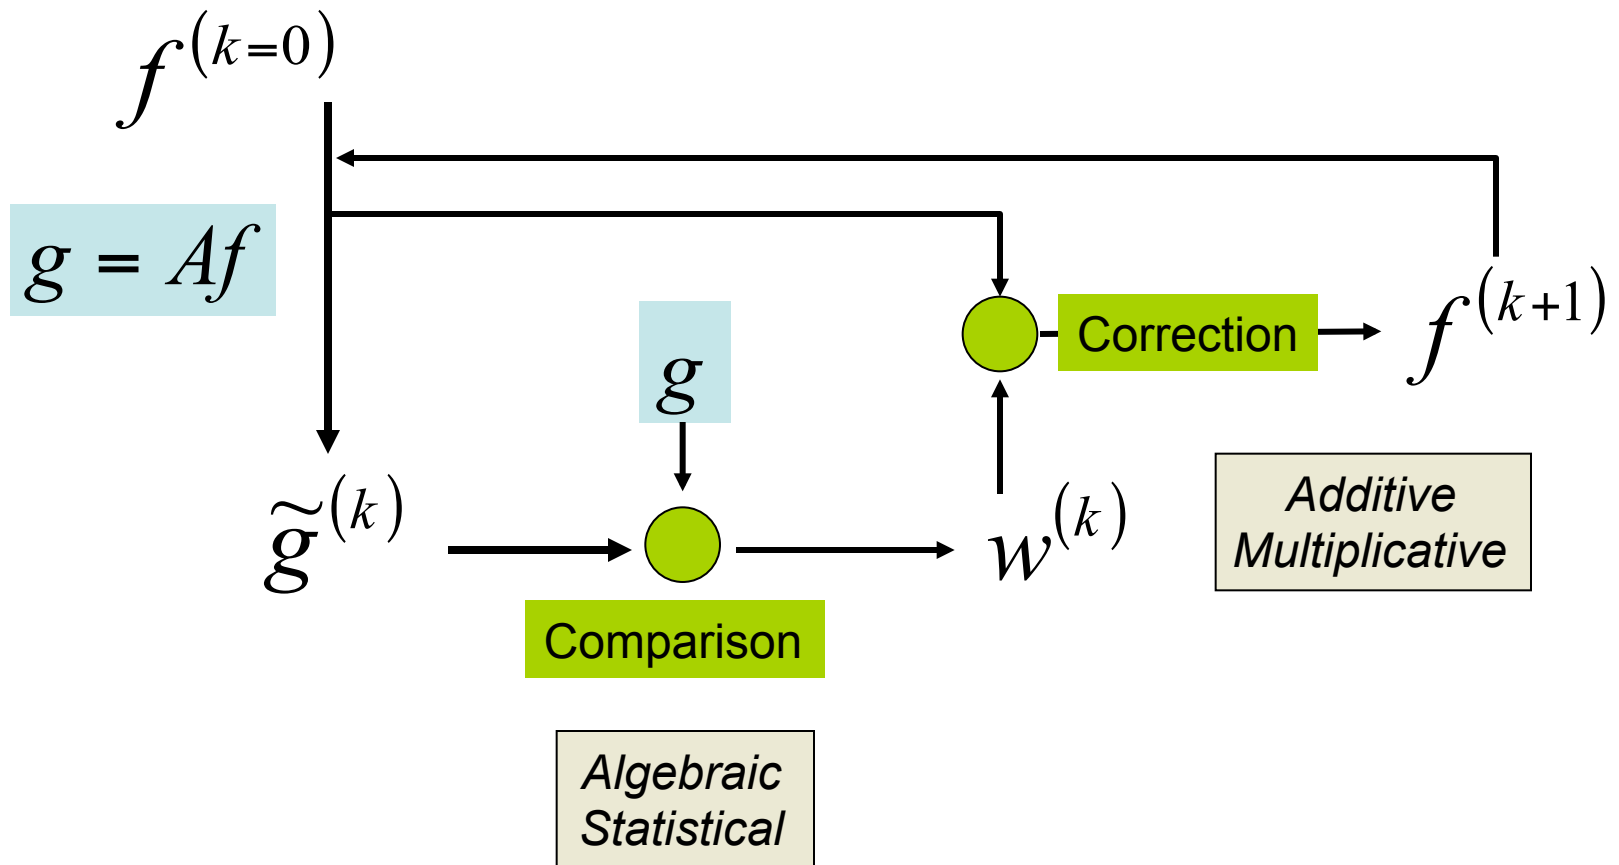 f^(k=0)
g = Af
g
Correction
f^(k+1)
g̃^(k)
w^(k)
Additive
Multiplicative
Comparison
Algebraic
Statistical